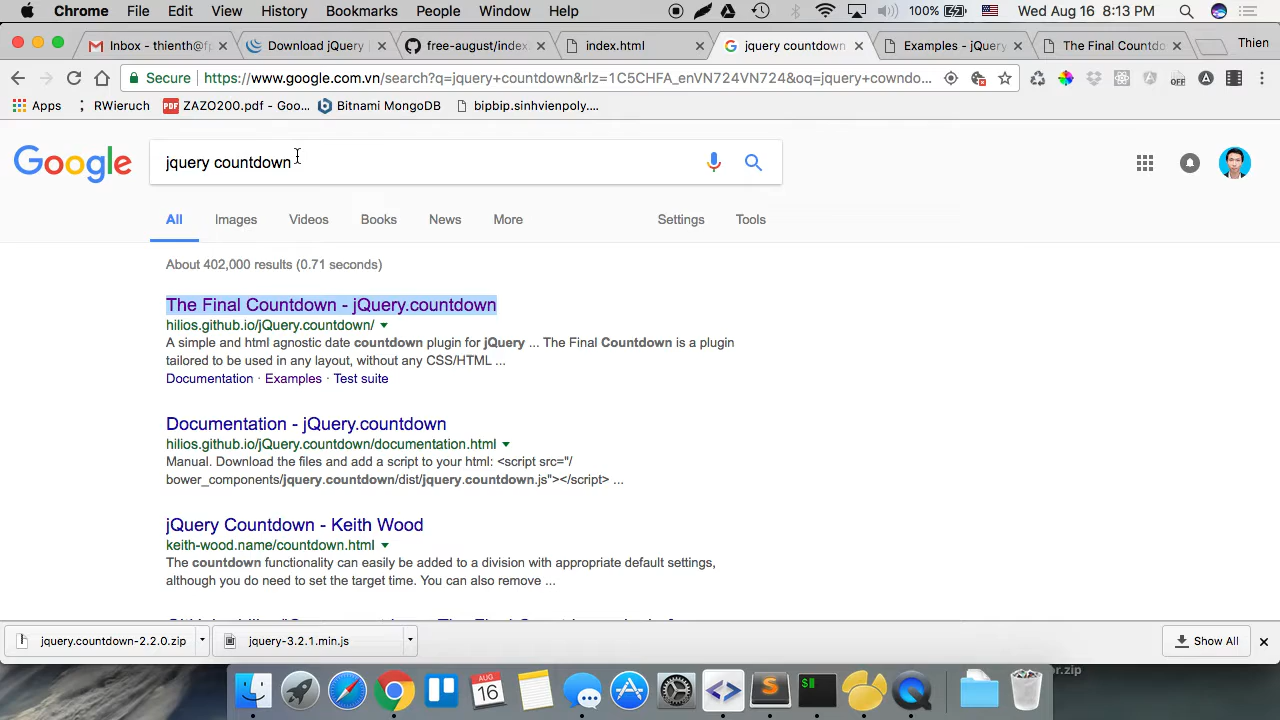 Chrome File Edit View History Bookmarks People Window Help 100% Wed Aug 16 8:13 PM
Inbox - thienth@f Download jQuery free-august/index index.html jquery countdown Examples - jQuery The Final Countd Thien
Secure https://www.google.com.vn/search?q=jquery+countdown&rlz=1C5CHFA_enVN724VN724&oq=jquery+cowndo... OFF
Apps RWieruch PDF ZAZO200.pdf - Goo... Bitnami MongoDB bipbip.sinhvienpoly....
Google jquery countdown
All Images Videos Books News More Settings Tools
About 402,000 results (0.71 seconds)
The Final Countdown - jQuery.countdown
hilios.github.io/jQuery.countdown/
A simple and html agnostic date countdown plugin for jQuery ... The Final Countdown is a plugin
tailored to be used in any layout, without any CSS/HTML ...
Documentation · Examples · Test suite
Documentation - jQuery.countdown
hilios.github.io/jQuery.countdown/documentation.html
Manual. Download the files and add a script to your html: <script src="/
bower_components/jquery.countdown/dist/jquery.countdown.js"></script> ...
jQuery Countdown - Keith Wood
keith-wood.name/countdown.html
The countdown functionality can easily be added to a division with appropriate default settings,
although you do need to set the target time. You can also remove ...
jquery.countdown-2.2.0.zip jquery-3.2.1.min.js Show All
or.zip
AUG
16